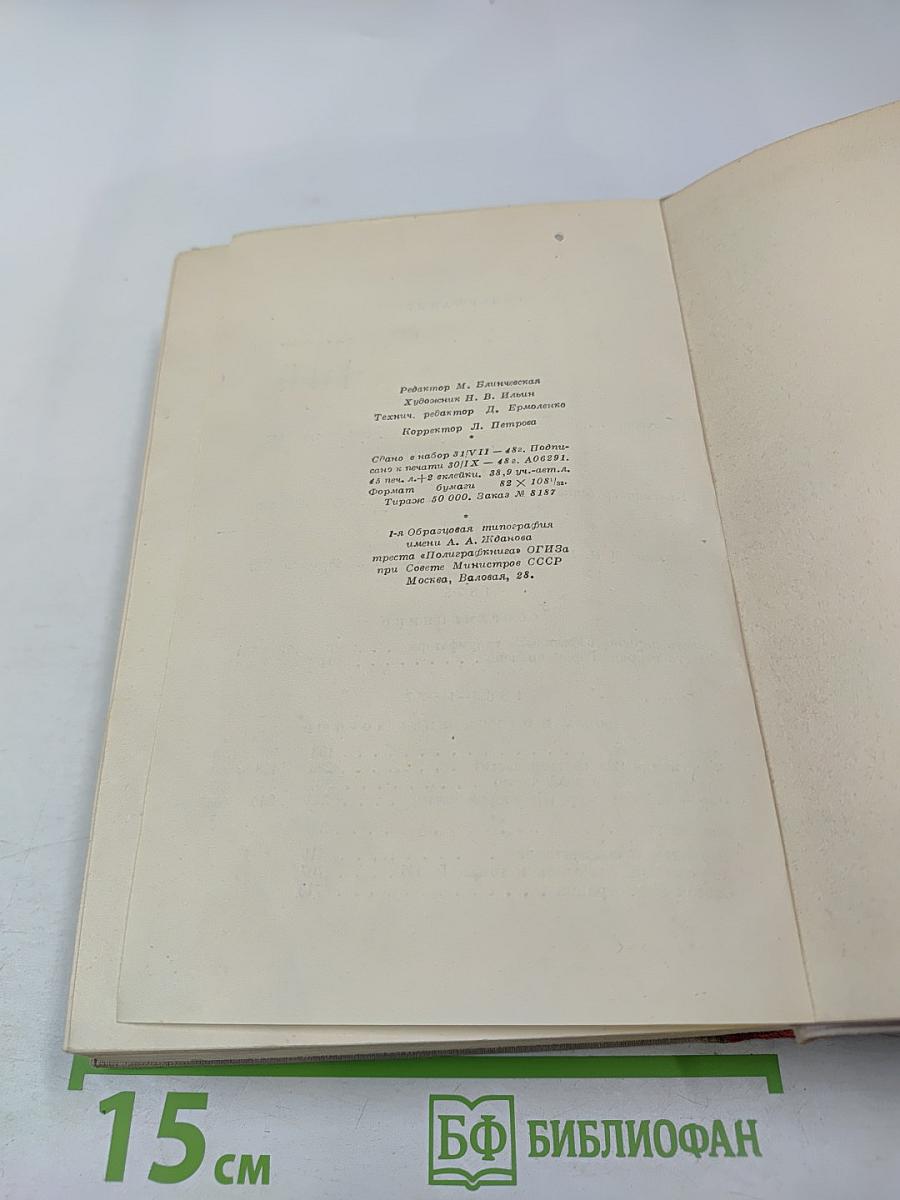 Редактор М. Блинчевская
Художник Н. В. Ильин
Технич. редактор Д. Ермоленко
Корректор Л. Петрова
*
Сдано в набор 31/VII — 48г. Подпи-
сано к печати 30/IX — 48 г. А06291.
45 печ. л.+2 вклейки. 38,9 уч.-авт.л.
Формат бумаги 82 × 108¹/₃₂.
Тираж 50 000. Заказ № 8187
*
1-я Образцовая типография
имени А. А. Жданова
треста «Полиграфкнига» ОГИЗа
при Совете Министров СССР
Москва, Валовая, 28.
15 см
БФ БИБЛИОФАН